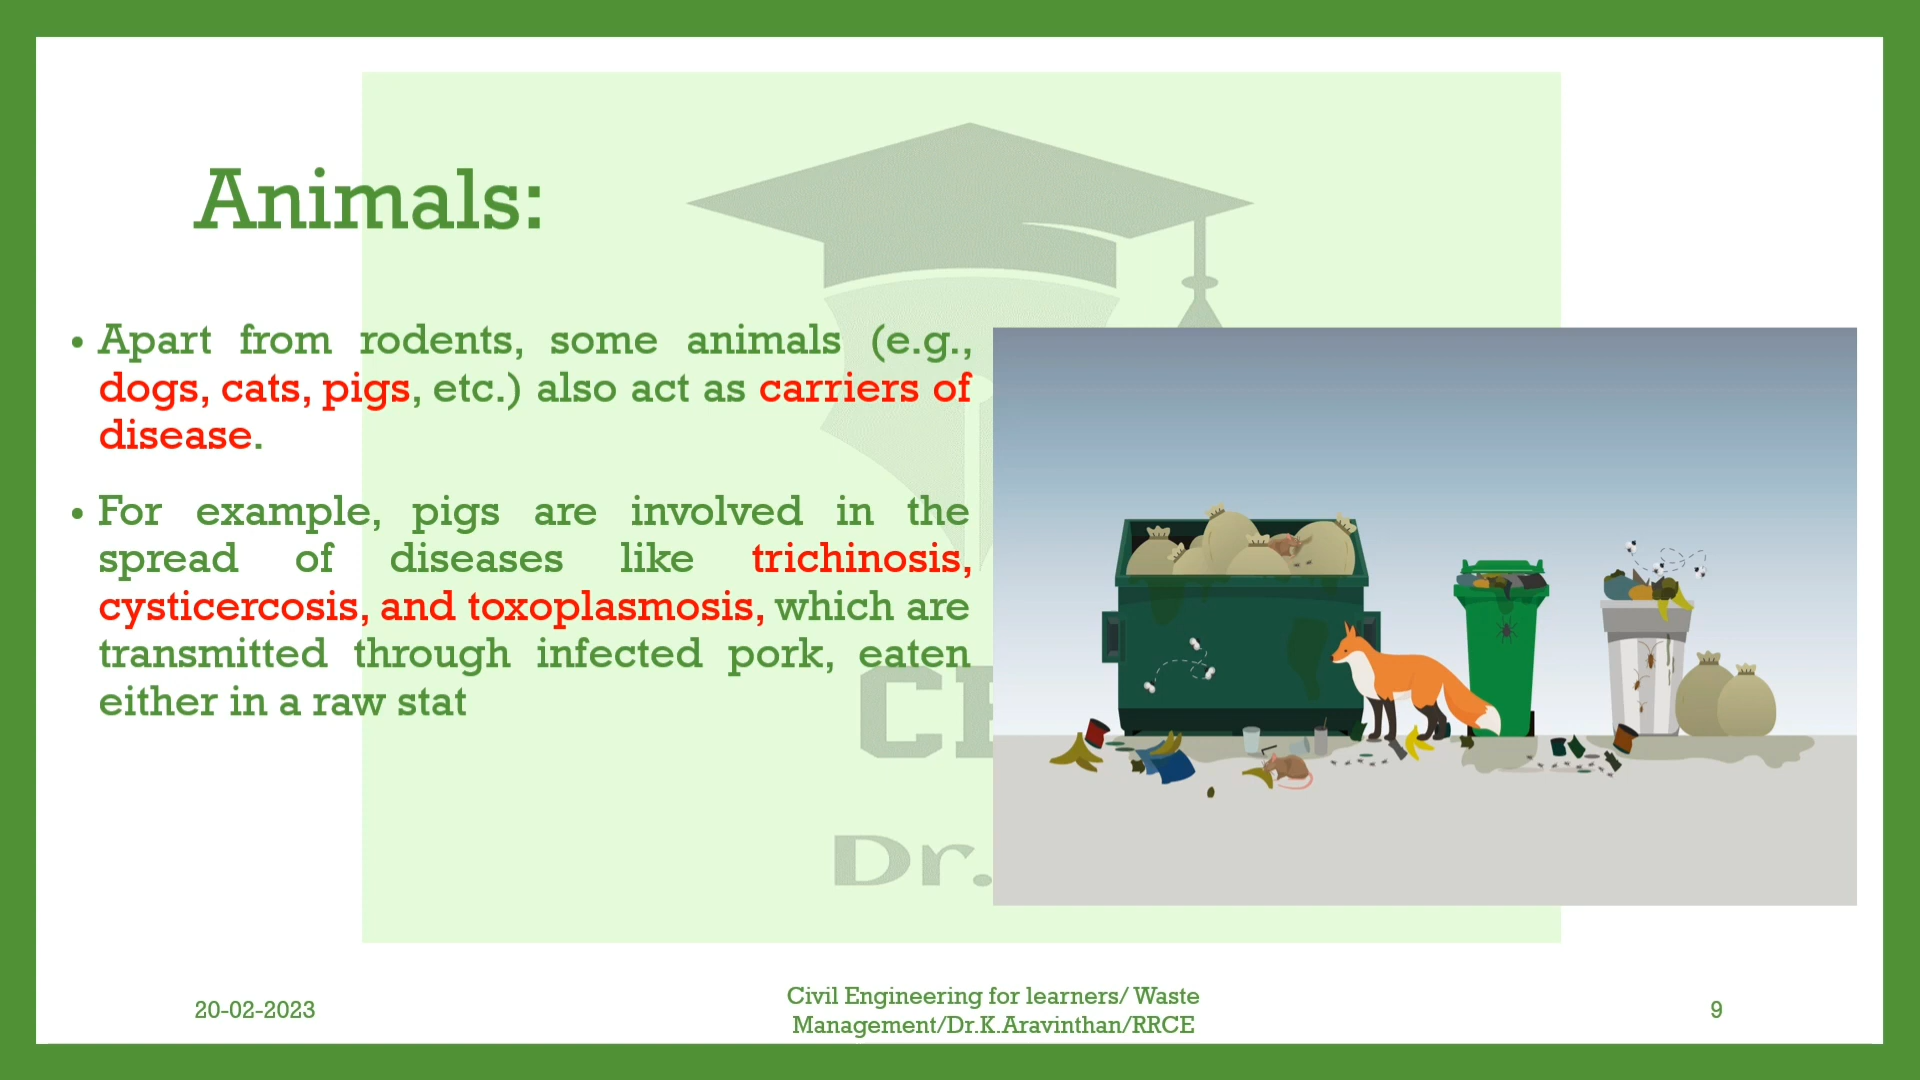 Animals:
• Apart from rodents, some animals (e.g.,
dogs, cats, pigs, etc.) also act as carriers of
disease.
• For example, pigs are involved in the
spread of diseases like trichinosis,
cysticercosis, and toxoplasmosis, which are
transmitted through infected pork, eaten
either in a raw stat
Dr.
20-02-2023
Civil Engineering for learners/ Waste
Management/Dr.K.Aravinthan/RRCE
9